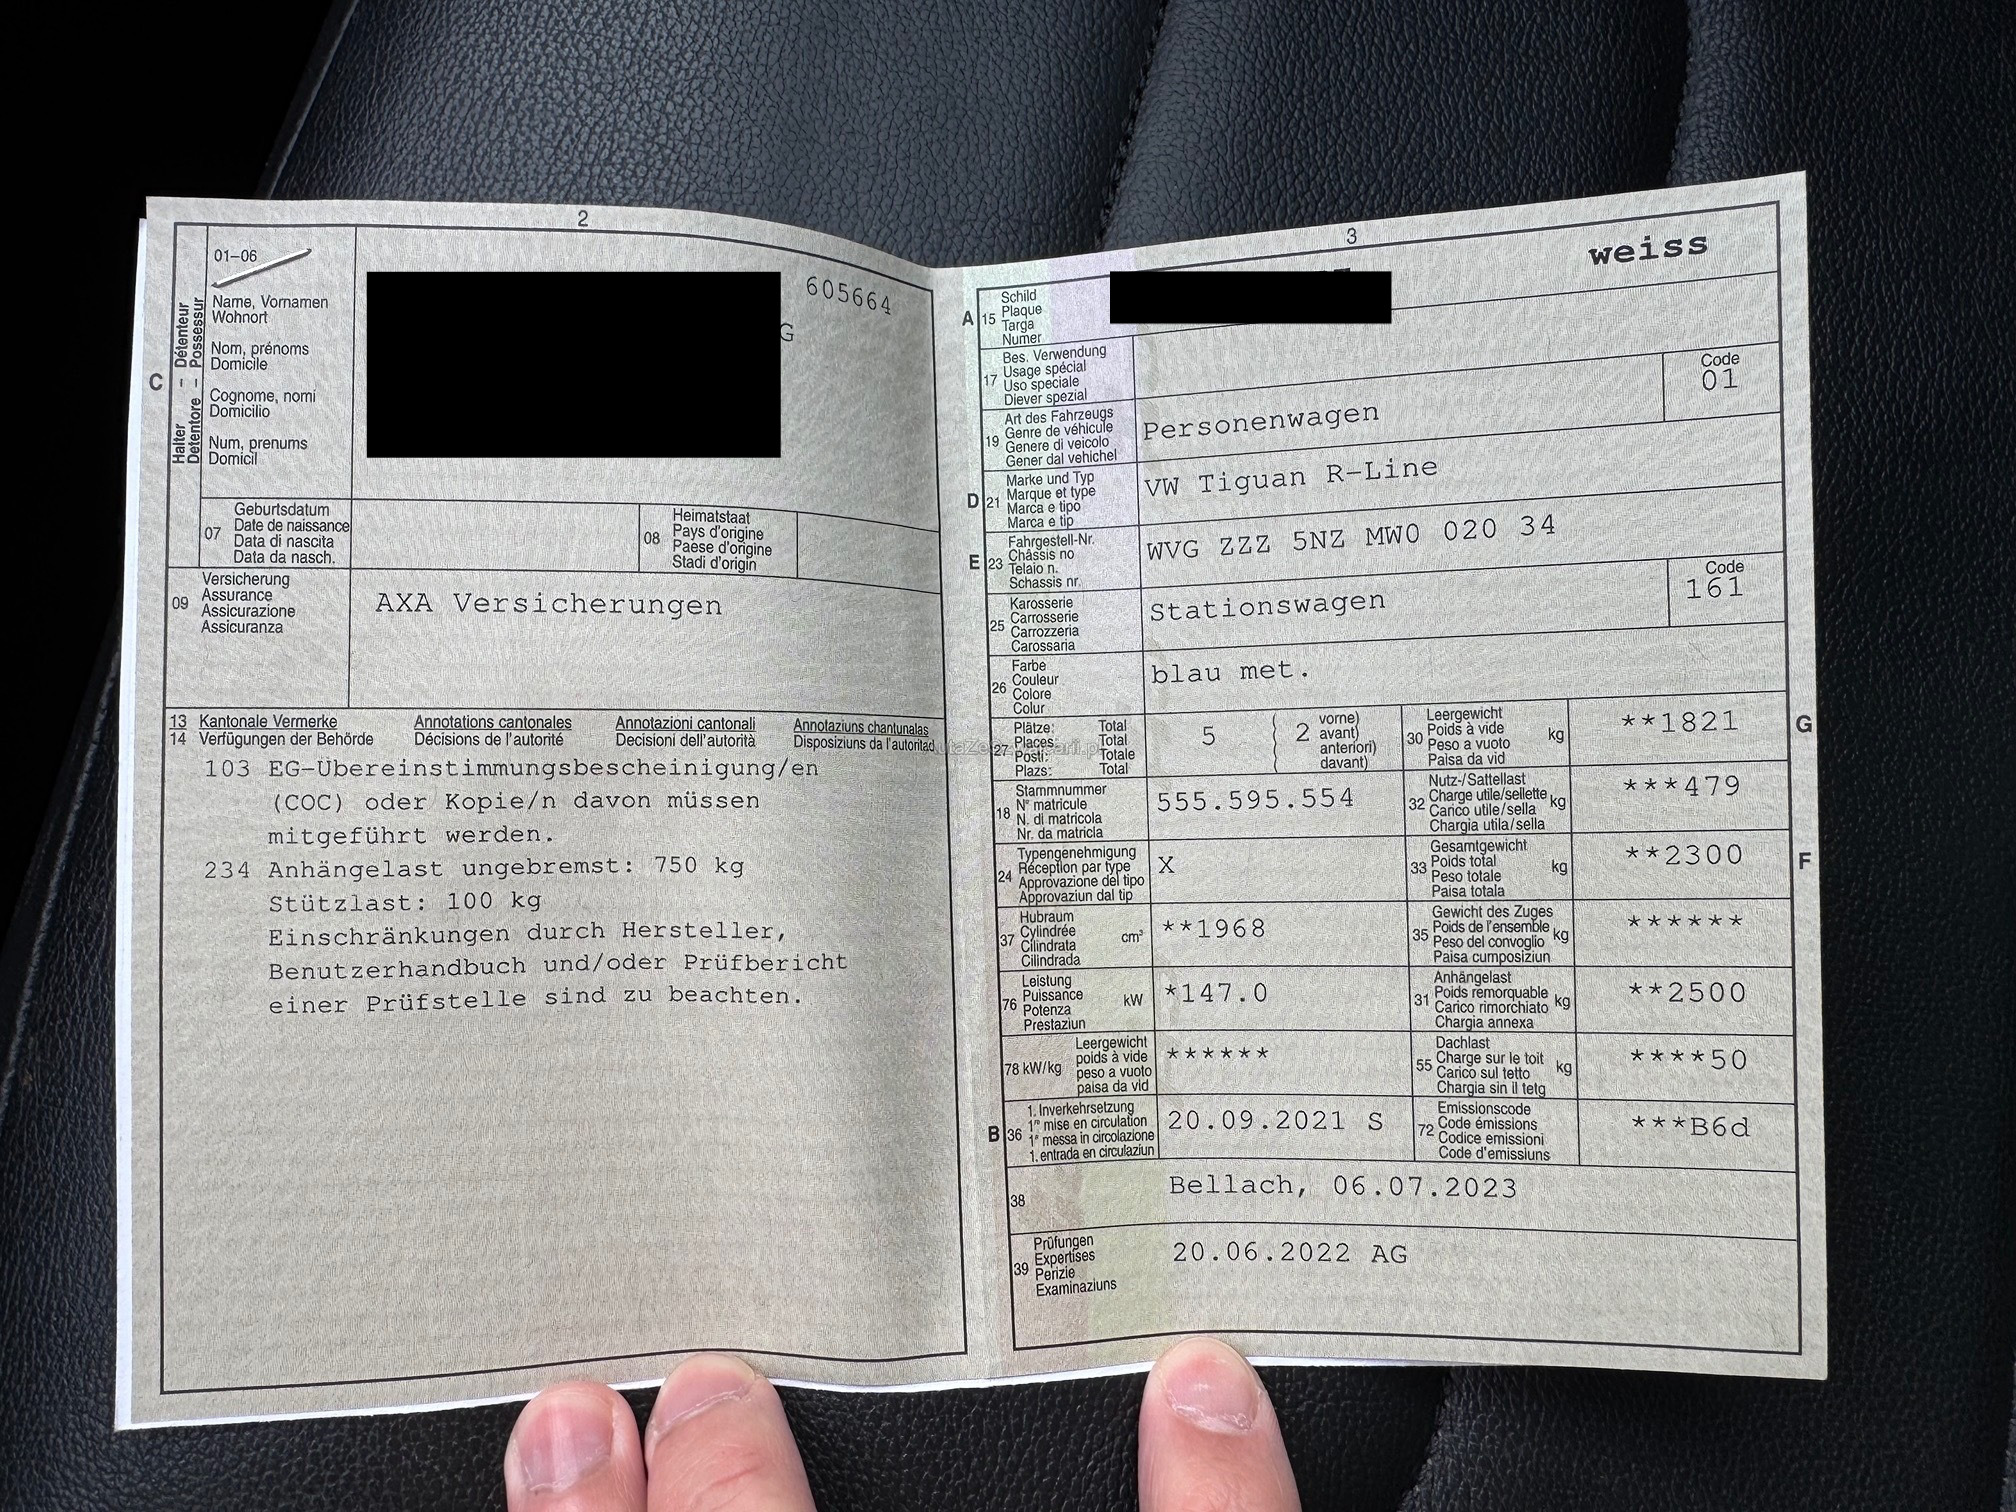 2
01-06
605664
G
Halter – Détenteur
Detentore – Possessur
C
Name, Vornamen
Wohnort
Nom, prénoms
Domicile
Cognome, nomi
Domicilio
Num, prenums
Domicil
07
Geburtsdatum
Date de naissance
Data di nascita
Data da nasch.
08
Heimatstaat
Pays d'origine
Paese d'origine
Stadi d'origin
09
Versicherung
Assurance
Assicurazione
Assicuranza
AXA Versicherungen
13 Kantonale Vermerke Annotations cantonales Annotazioni cantonali Annotaziuns chantunalas
14 Verfügungen der Behörde Décisions de l'autorité Decisioni dell'autorità Disposiziuns da l'autoritad
103 EG-Übereinstimmungsbescheinigung/en
(COC) oder Kopie/n davon müssen
mitgeführt werden.
234 Anhängelast ungebremst: 750 kg
Stützlast: 100 kg
Einschränkungen durch Hersteller,
Benutzerhandbuch und/oder Prüfbericht
einer Prüfstelle sind zu beachten.
3
weiss
A 15
Schild
Plaque
Targa
Numer
17
Bes. Verwendung
Usage spécial
Uso speciale
Diever spezial
Code
01
19
Art des Fahrzeugs
Genre de véhicule
Genere di veicolo
Gener dal vehichel
Personenwagen
D 21
Marke und Typ
Marque et type
Marca e tipo
Marca e tip
VW Tiguan R-Line
E 23
Fahrgestell-Nr.
Châssis no
Telaio n.
Schassis nr.
WVG ZZZ 5NZ MW0 020 34
25
Karosserie
Carrosserie
Carrozzeria
Carossaria
Stationswagen
Code
161
26
Farbe
Couleur
Colore
Colur
blau met.
27
Plätze: Total
Places: Total
Posti: Totale
Plazs: Total
5 ( 2 vorne)
avant)
anteriori)
davant)
30
Leergewicht
Poids à vide
Peso a vuoto
Paisa da vid
kg
**1821
G
18
Stammnummer
N° matricule
N. di matricola
Nr. da matricla
555.595.554
32
Nutz-/Sattellast
Charge utile/sellette
Carico utile/sella
Chargia utila/sella
kg
***479
24
Typengenehmigung
Réception par type
Approvazione del tipo
Approvaziun dal tip
X
33
Gesamtgewicht
Poids total
Peso totale
Paisa totala
kg
**2300
F
37
Hubraum
Cylindrée
Cilindrata
Cilindrada
cm³
**1968
35
Gewicht des Zuges
Poids de l'ensemble
Peso del convoglio
Paisa cumposiziun
kg
******
76
Leistung
Puissance
Potenza
Prestaziun
kW
*147.0
31
Anhängelast
Poids remorquable
Carico rimorchiato
Chargia annexa
kg
**2500
78 kW/kg
Leergewicht
poids à vide
peso a vuoto
paisa da vid
******
55
Dachlast
Charge sur le toit
Carico sul tetto
Chargia sin il tetg
kg
****50
B 36
1. Inverkehrsetzung
1re mise en circulation
1a messa in circolazione
1. entrada en circulaziun
20.09.2021 S
72
Emissionscode
Code émissions
Codice emissioni
Code d'emissiuns
***B6d
38
Bellach, 06.07.2023
39
Prüfungen
Expertises
Perizie
Examinaziuns
20.06.2022 AG